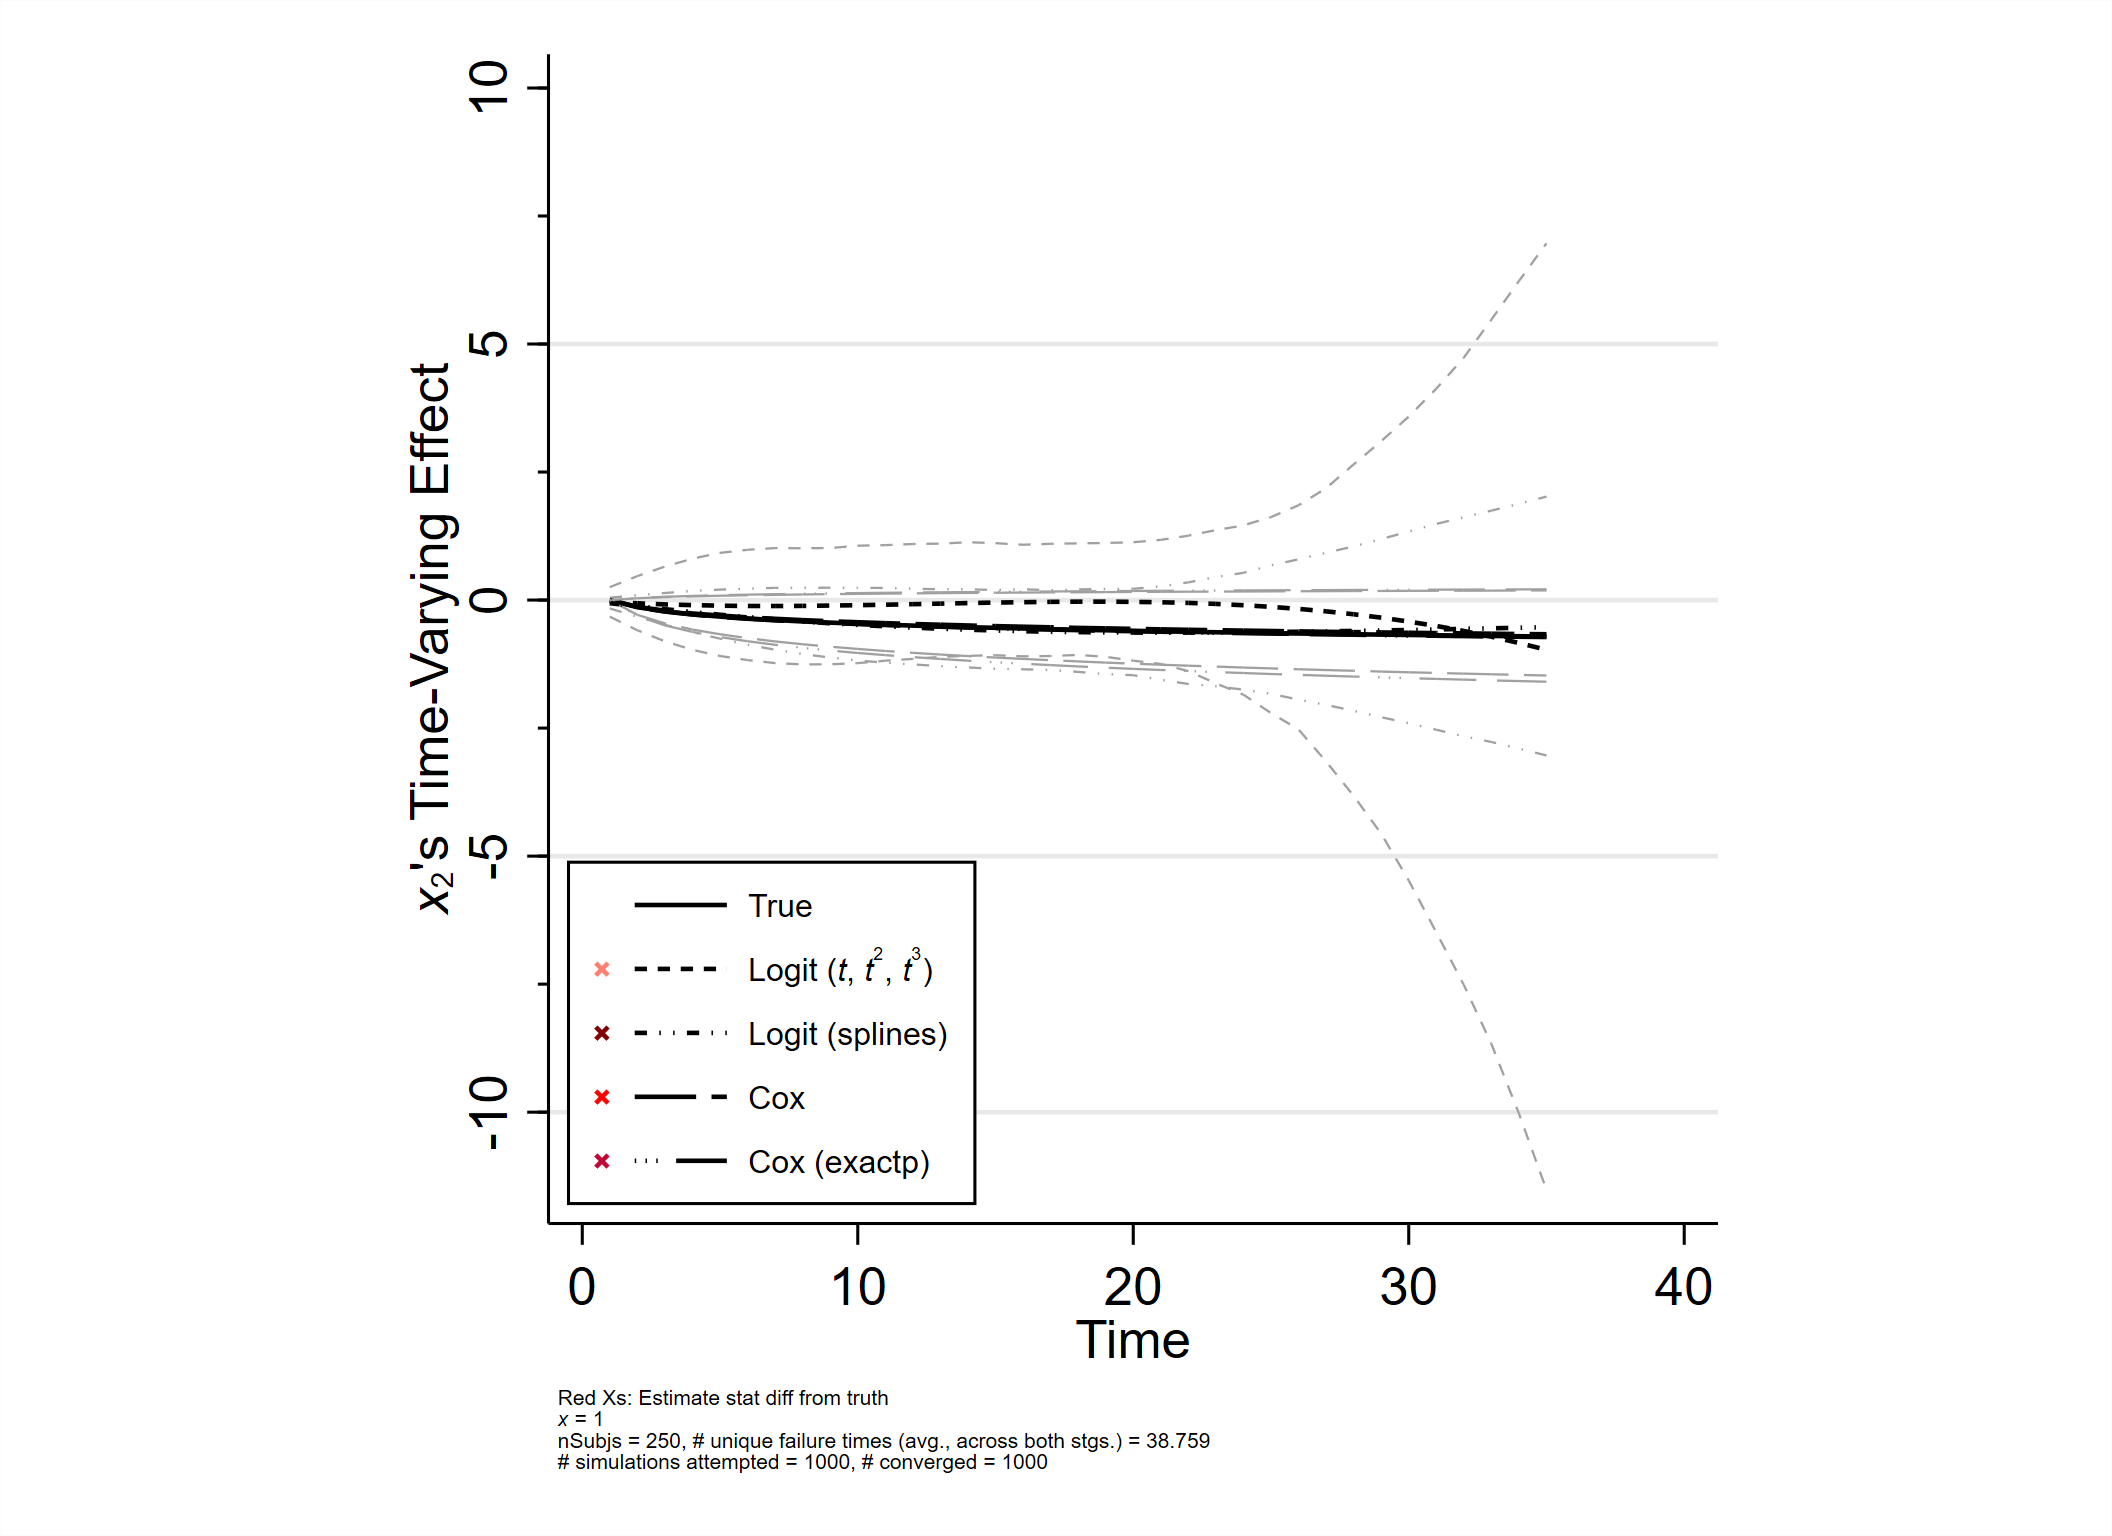 10
5
0
-5
-10
x₂'s Time-Varying Effect
True
Logit (t, t², t³)
Logit (splines)
Cox
Cox (exactp)
0 10 20 30 40
Time
Red Xs: Estimate stat diff from truth
x = 1
nSubjs = 250, # unique failure times (avg., across both stgs.) = 38.759
# simulations attempted = 1000, # converged = 1000